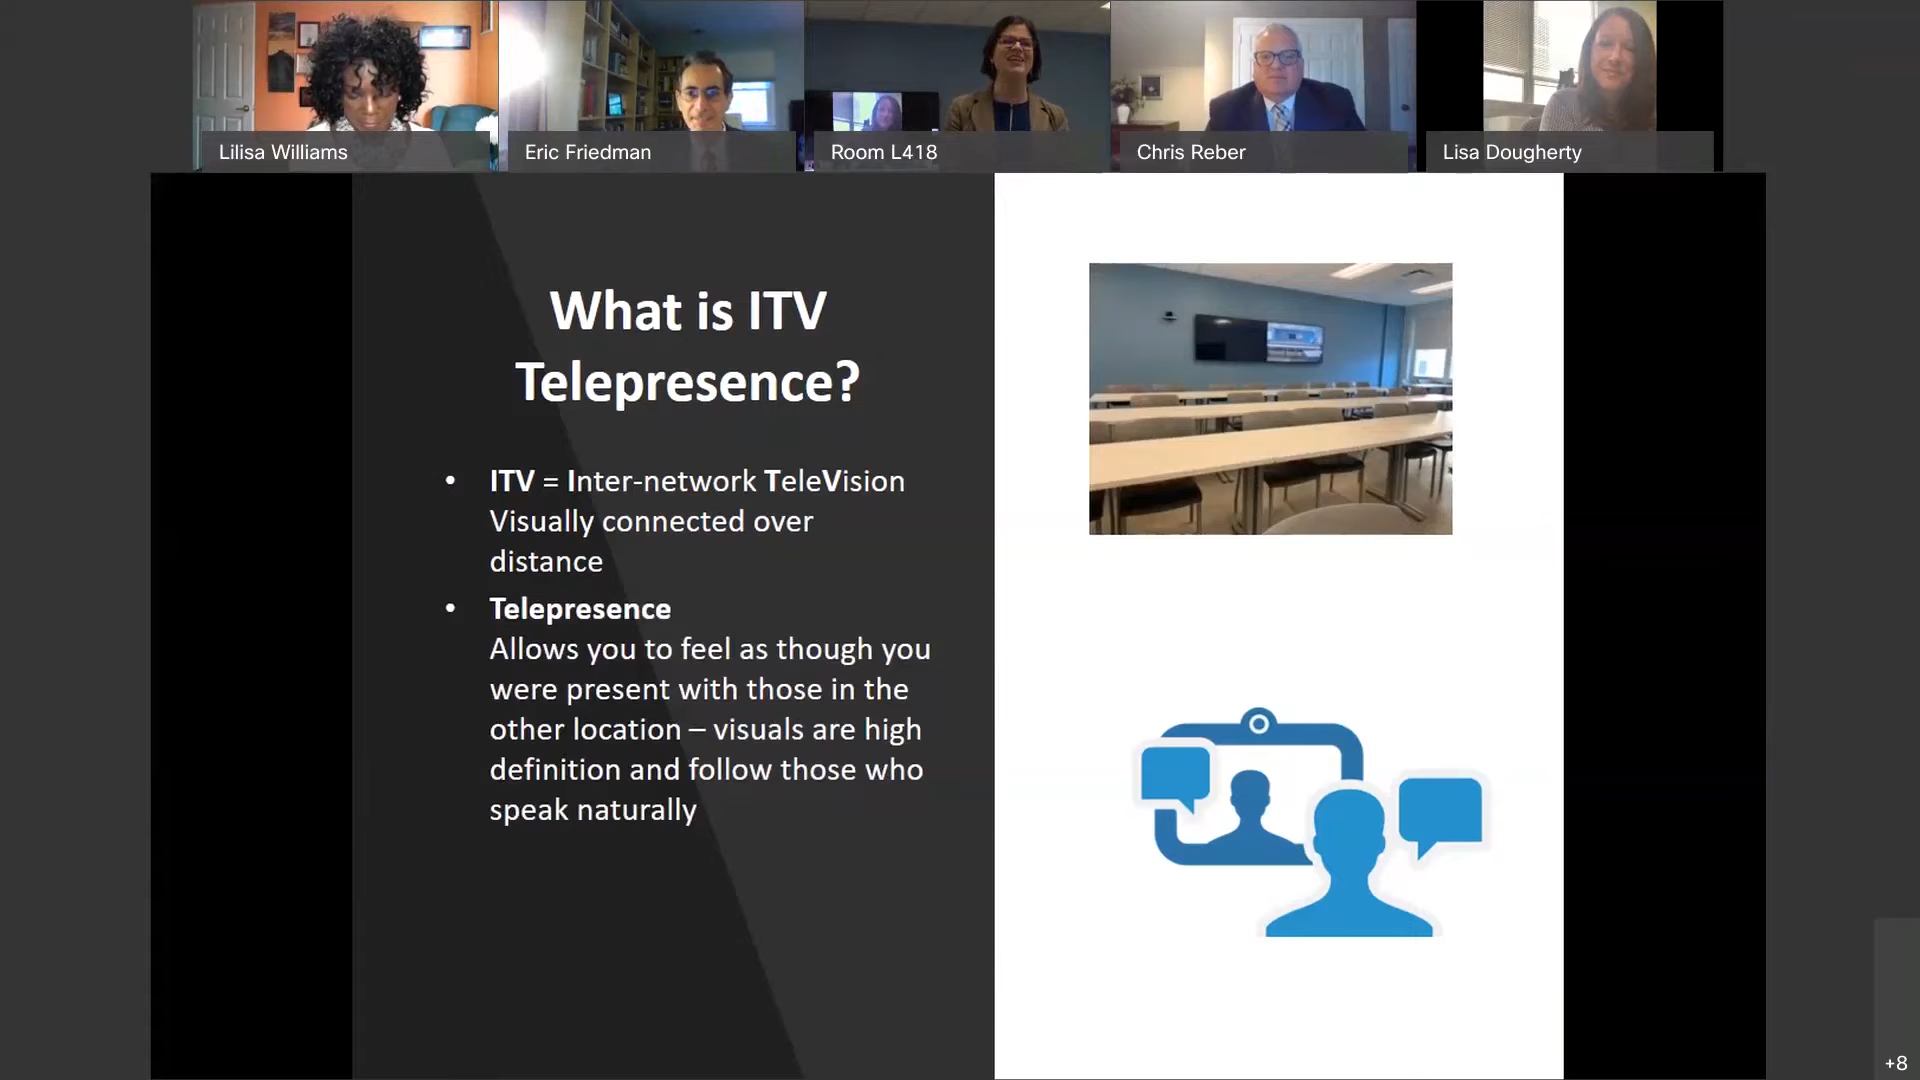 Lilisa Williams
Eric Friedman
Room L418
Chris Reber
Lisa Dougherty
What is ITV
Telepresence?
• ITV = Inter-network TeleVision
Visually connected over
distance
• Telepresence
Allows you to feel as though you
were present with those in the
other location – visuals are high
definition and follow those who
speak naturally
+8